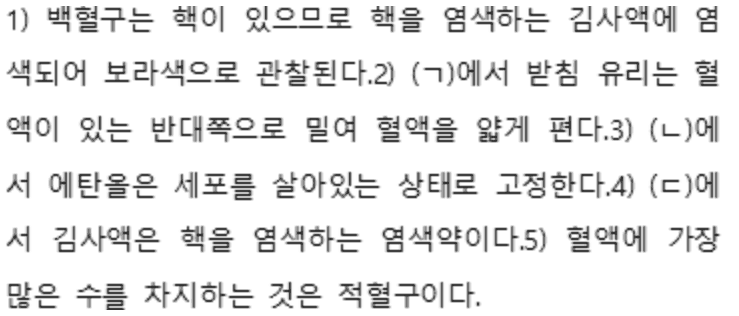 1) 백혈구는 핵이 있으므로 핵을 염색하는 김사액에 염
색되어 보라색으로 관찰된다.2) (ㄱ)에서 받침 유리는 혈
액이 있는 반대쪽으로 밀여 혈액을 얇게 편다.3) (ㄴ)에
서 에탄올은 세포를 살아있는 상태로 고정한다.4) (ㄷ)에
서 김사액은 핵을 염색하는 염색약이다.5) 혈액에 가장
많은 수를 차지하는 것은 적혈구이다.